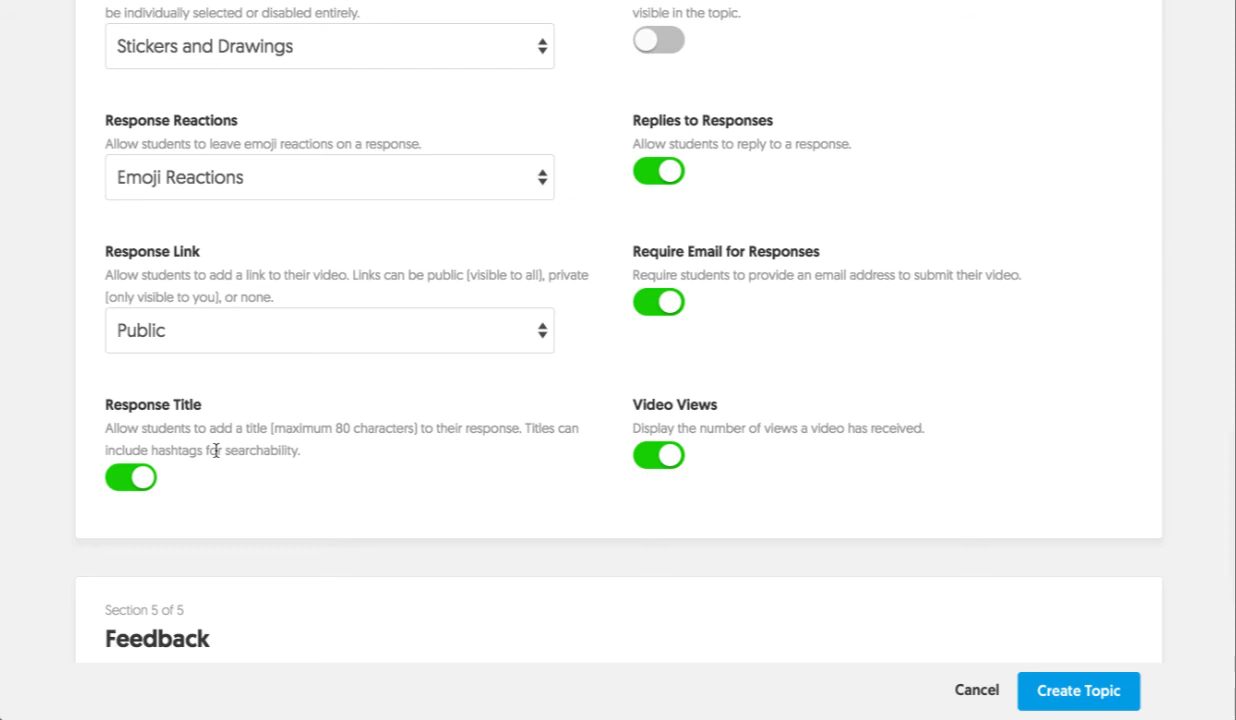 be individually selected or disabled entirely.
visible in the topic.
Stickers and Drawings
Response Reactions
Allow students to leave emoji reactions on a response.
Emoji Reactions
Replies to Responses
Allow students to reply to a response.
Response Link
Allow students to add a link to their video. Links can be public (visible to all), private
(only visible to you), or none.
Public
Require Email for Responses
Require students to provide an email address to submit their video.
Response Title
Allow students to add a title (maximum 80 characters) to their response. Titles can
include hashtags for searchability.
Video Views
Display the number of views a video has received.
Section 5 of 5
Feedback
Cancel
Create Topic